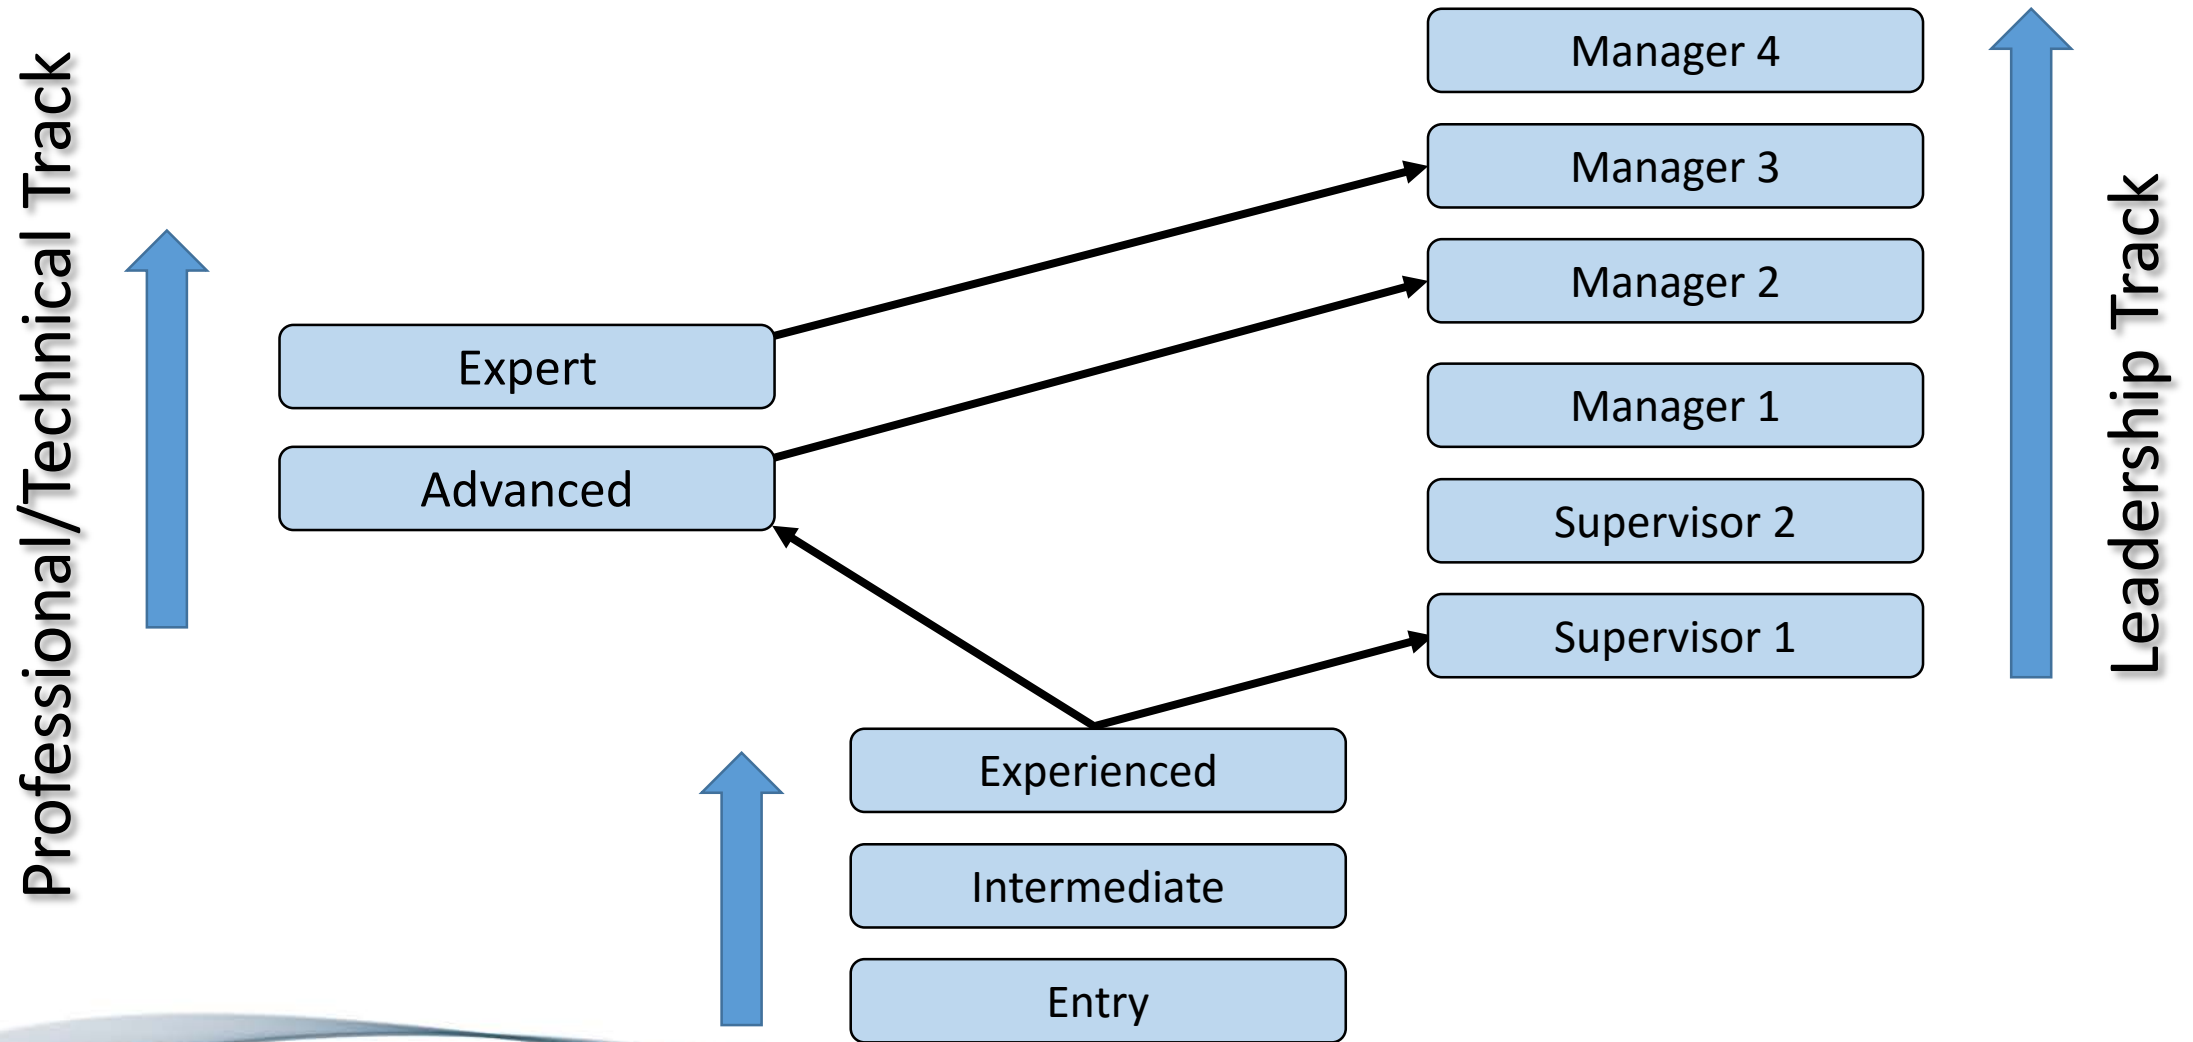 Professional/Technical Track
Expert
Advanced
Manager 4
Manager 3
Manager 2
Manager 1
Supervisor 2
Supervisor 1
Leadership Track
Experienced
Intermediate
Entry